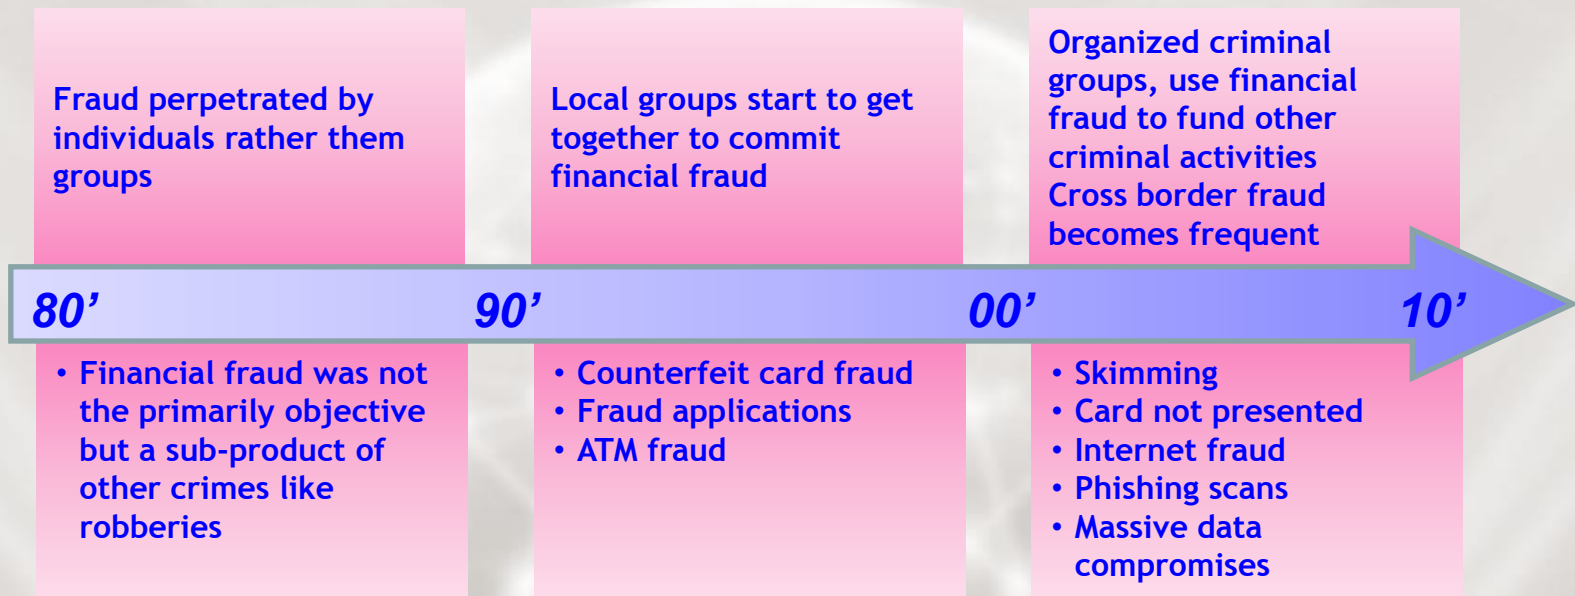 Fraud perpetrated by
individuals rather them
groups
Local groups start to get
together to commit
financial fraud
Organized criminal
groups, use financial
fraud to fund other
criminal activities
Cross border fraud
becomes frequent
80’
90’
00’
10’
• Financial fraud was not
the primarily objective
but a sub-product of
other crimes like
robberies
• Counterfeit card fraud
• Fraud applications
• ATM fraud
• Skimming
• Card not presented
• Internet fraud
• Phishing scans
• Massive data
compromises